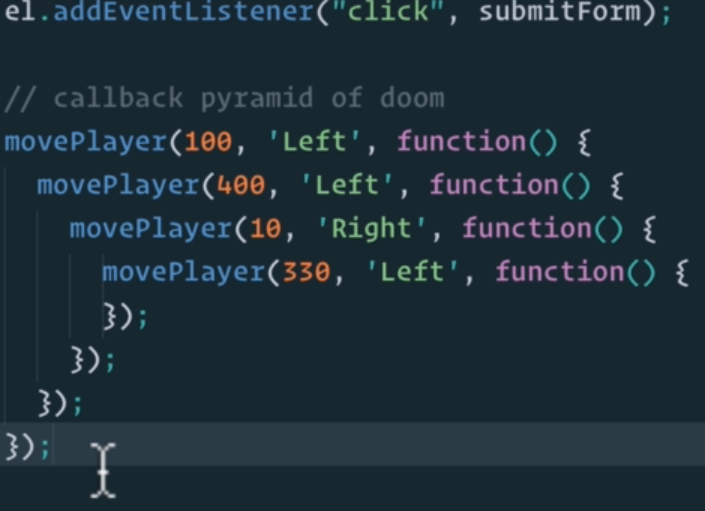 el.addEventListener("click", submitForm);
// callback pyramid of doom
movePlayer(100, 'Left', function() {
  movePlayer(400, 'Left', function() {
    movePlayer(10, 'Right', function() {
      movePlayer(330, 'Left', function() {
      });
    });
  });
});